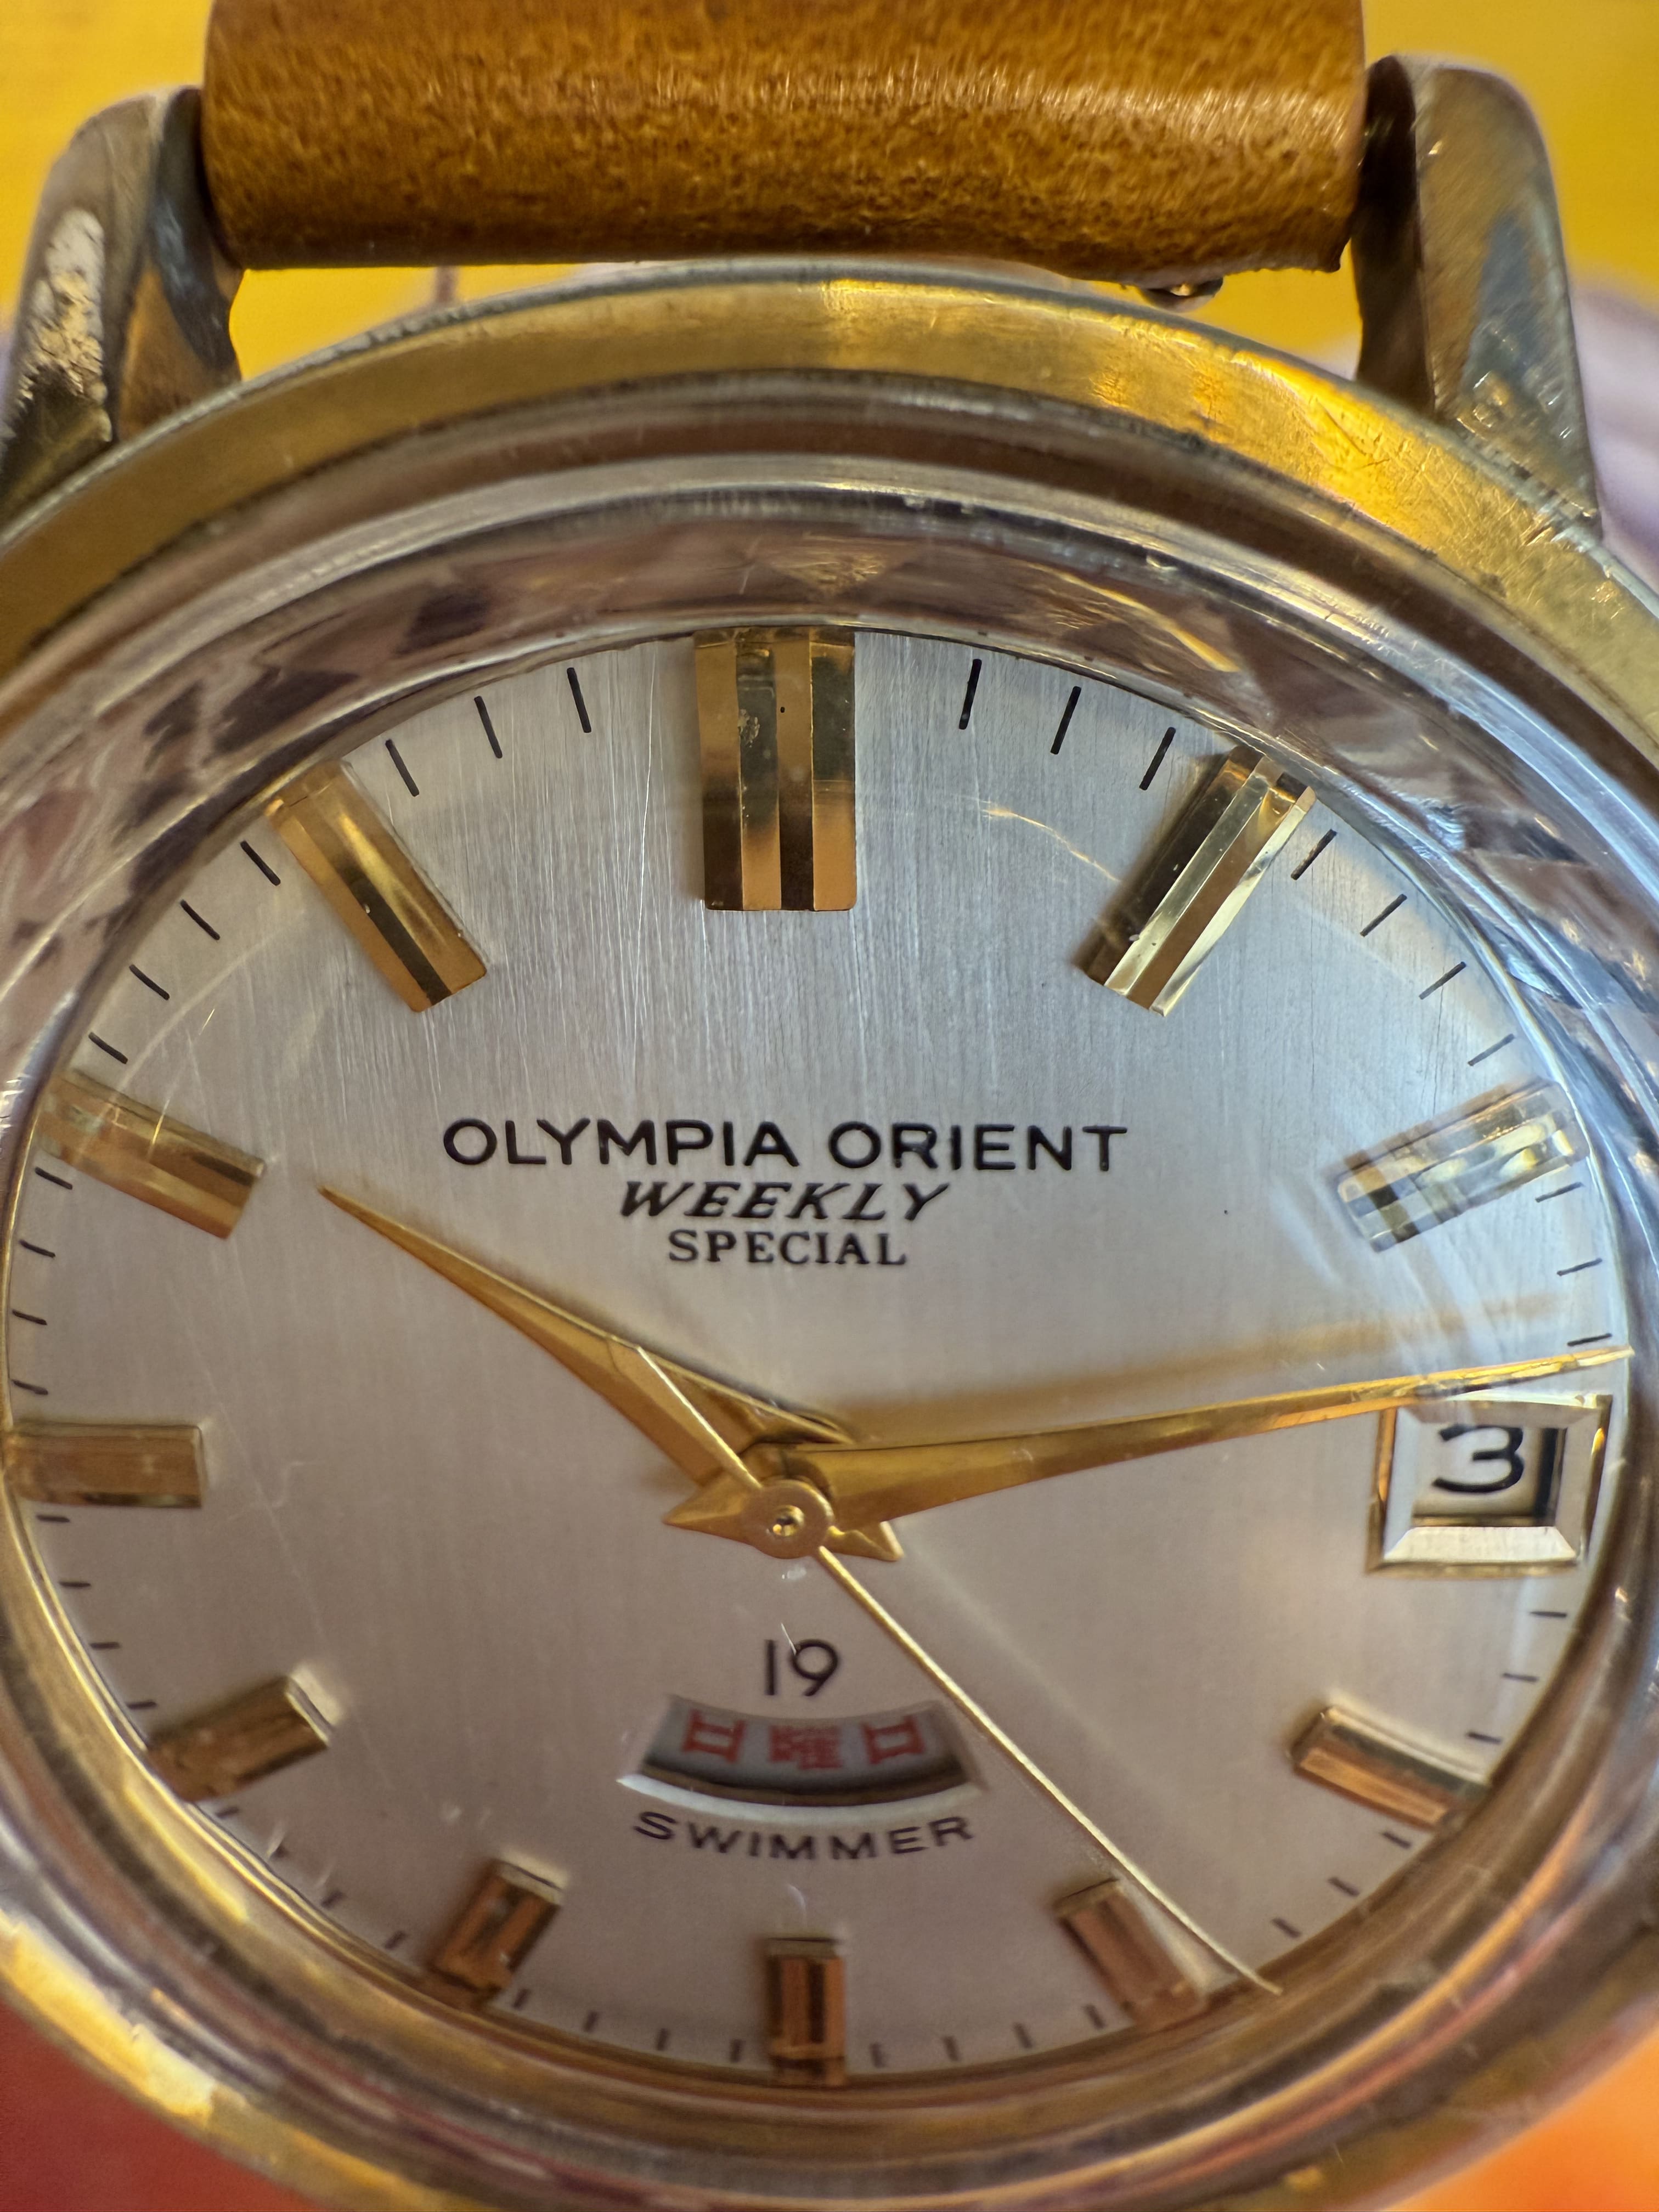 OLYMPIA ORIENT
WEEKLY
SPECIAL
3
19
日曜日
SWIMMER